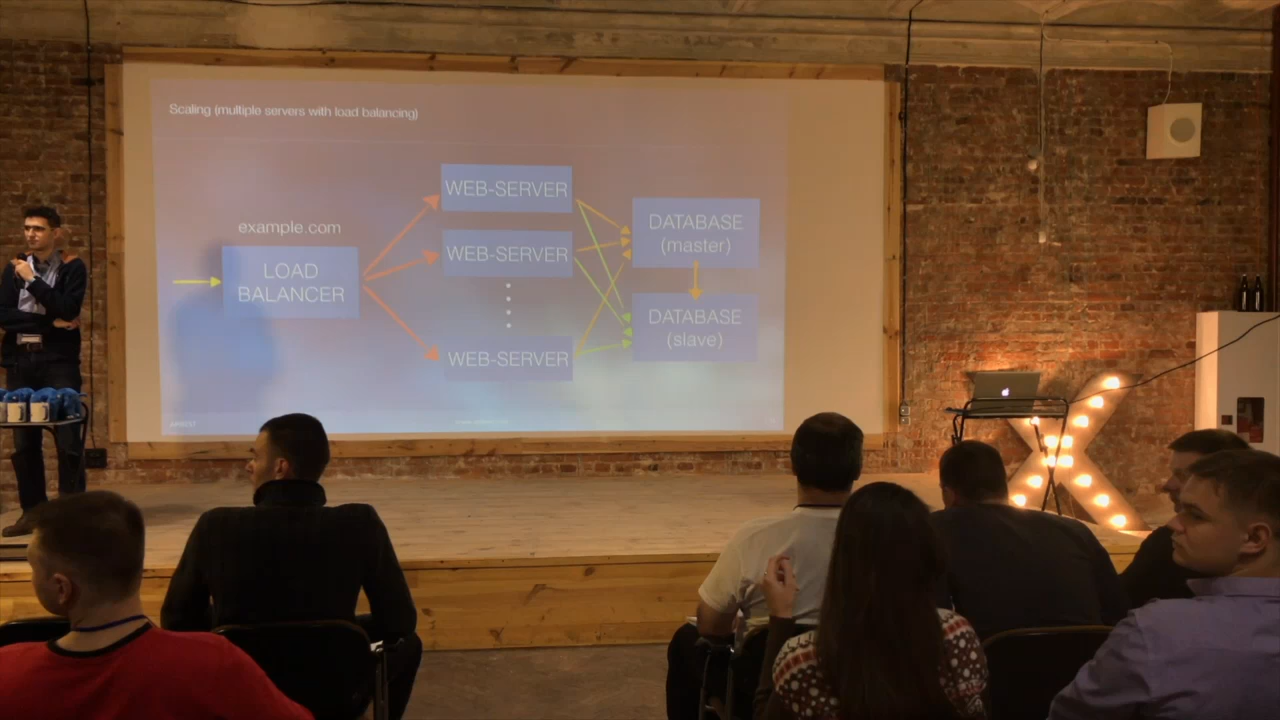 Scaling (multiple servers with load balancing)
example.com
LOAD
BALANCER
WEB-SERVER
WEB-SERVER
WEB-SERVER
DATABASE
(master)
DATABASE
(slave)
X